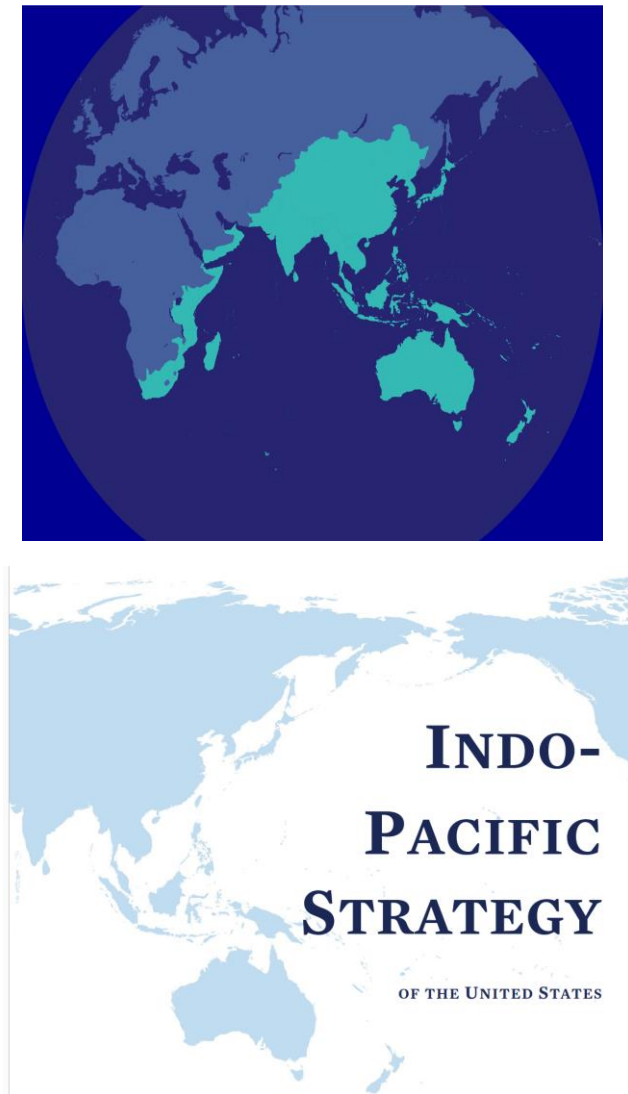 Indo-
Pacific
Strategy
of the United States